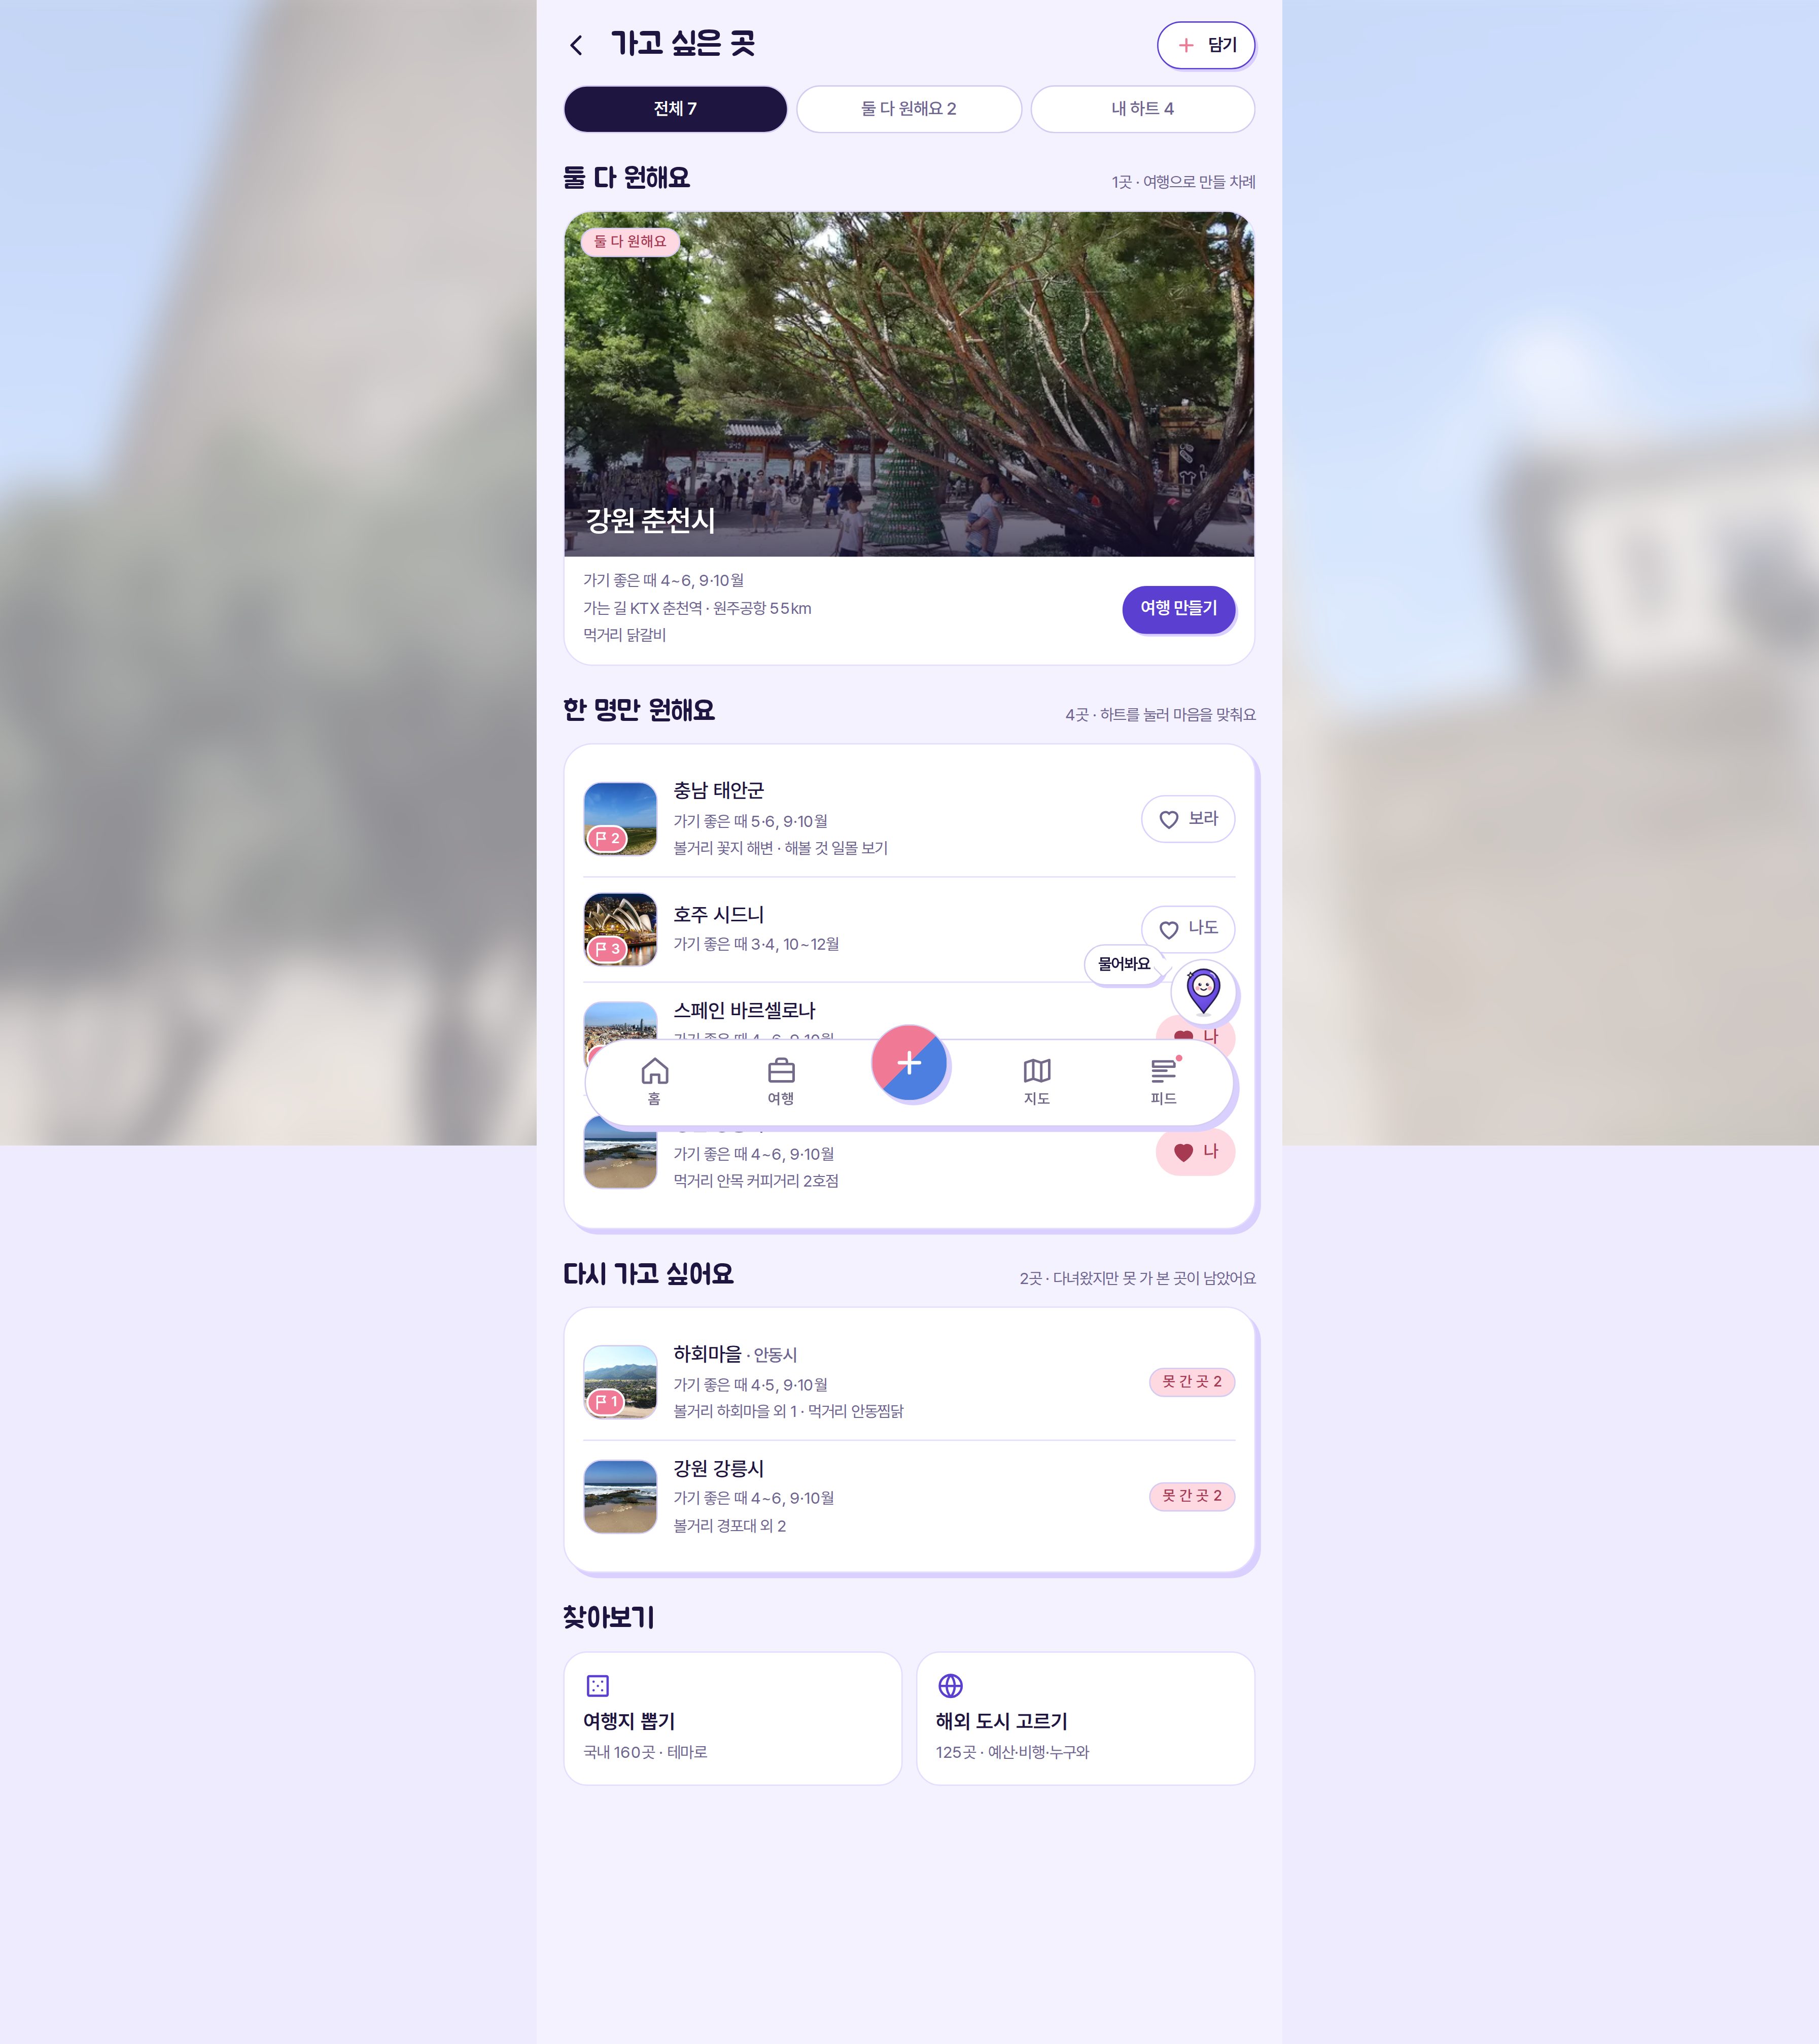 가고 싶은 곳
담기
전체 7
둘 다 원해요 2
내 하트 4
둘 다 원해요
1곳 · 여행으로 만들 차례
둘 다 원해요
강원 춘천시
가기 좋은 때 4~6, 9·10월
가는 길 KTX 춘천역 · 원주공항 55km
먹거리 닭갈비
여행 만들기
한 명만 원해요
4곳 · 하트를 눌러 마음을 맞춰요
충남 태안군
가기 좋은 때 5·6, 9·10월
볼거리 꽃지 해변 · 해볼 것 일몰 보기
2
보라
호주 시드니
가기 좋은 때 3·4, 10~12월
3
나도
물어봐요
스페인 바르셀로나
나
홈
여행
지도
피드
가기 좋은 때 4~6, 9·10월
먹거리 안목 커피거리 2호점
나
다시 가고 싶어요
2곳 · 다녀왔지만 못 가 본 곳이 남았어요
하회마을 · 안동시
가기 좋은 때 4·5, 9·10월
볼거리 하회마을 외 1 · 먹거리 안동찜닭
1
못 간 곳 2
강원 강릉시
가기 좋은 때 4~6, 9·10월
볼거리 경포대 외 2
못 간 곳 2
찾아보기
여행지 뽑기
국내 160곳 · 테마로
해외 도시 고르기
125곳 · 예산·비행·누구와